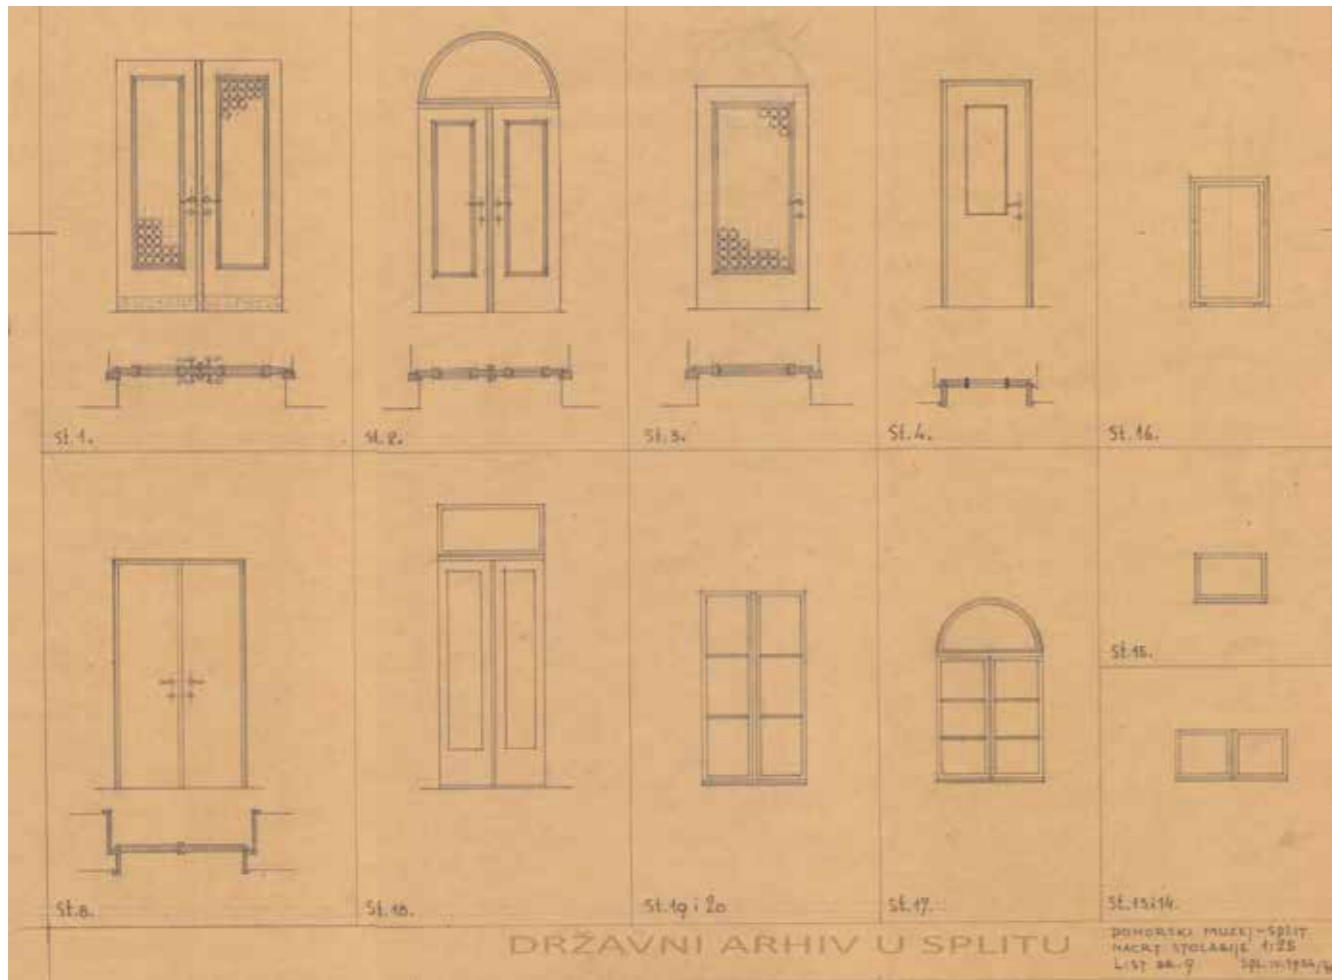 St.1.
St.2.
St.3.
St.4.
St.16.
St.15.
St.8.
St.18.
St.19 i 20
St.17.
St.13 i 14.
DRŽAVNI ARHIV U SPLITU
POMORSKI MUZEJ - SPLIT
NACRT STOLARIJE 1:25
LIST BR. 9